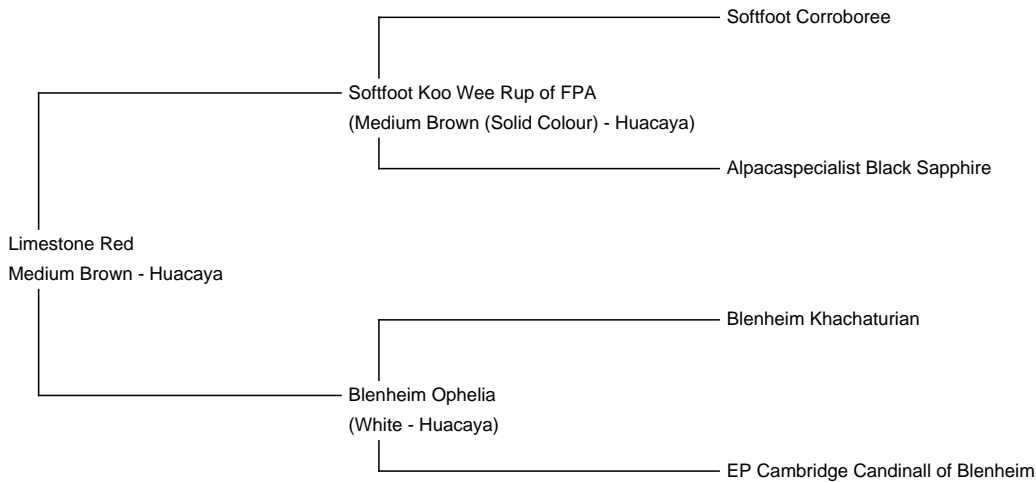 Softfoot Corroboree
Softfoot Koo Wee Rup of FPA
(Medium Brown (Solid Colour) - Huacaya)
Alpacaspecialist Black Sapphire
Limestone Red
Medium Brown - Huacaya
Blenheim Khachaturian
Blenheim Ophelia
(White - Huacaya)
EP Cambridge Candinall of Blenheim